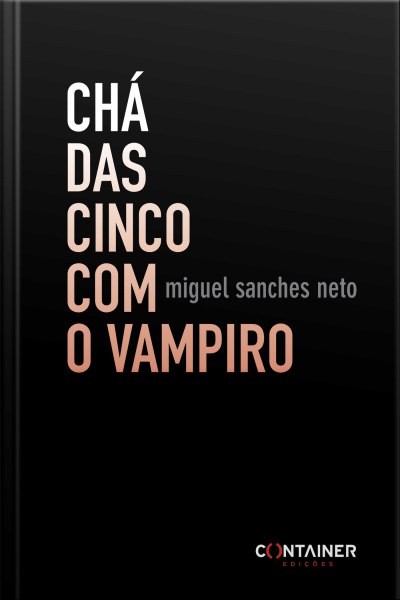 CHÁ
DAS
CINCO
COM miguel sanches neto
O VAMPIRO
CONTAINER
EDIÇÕES